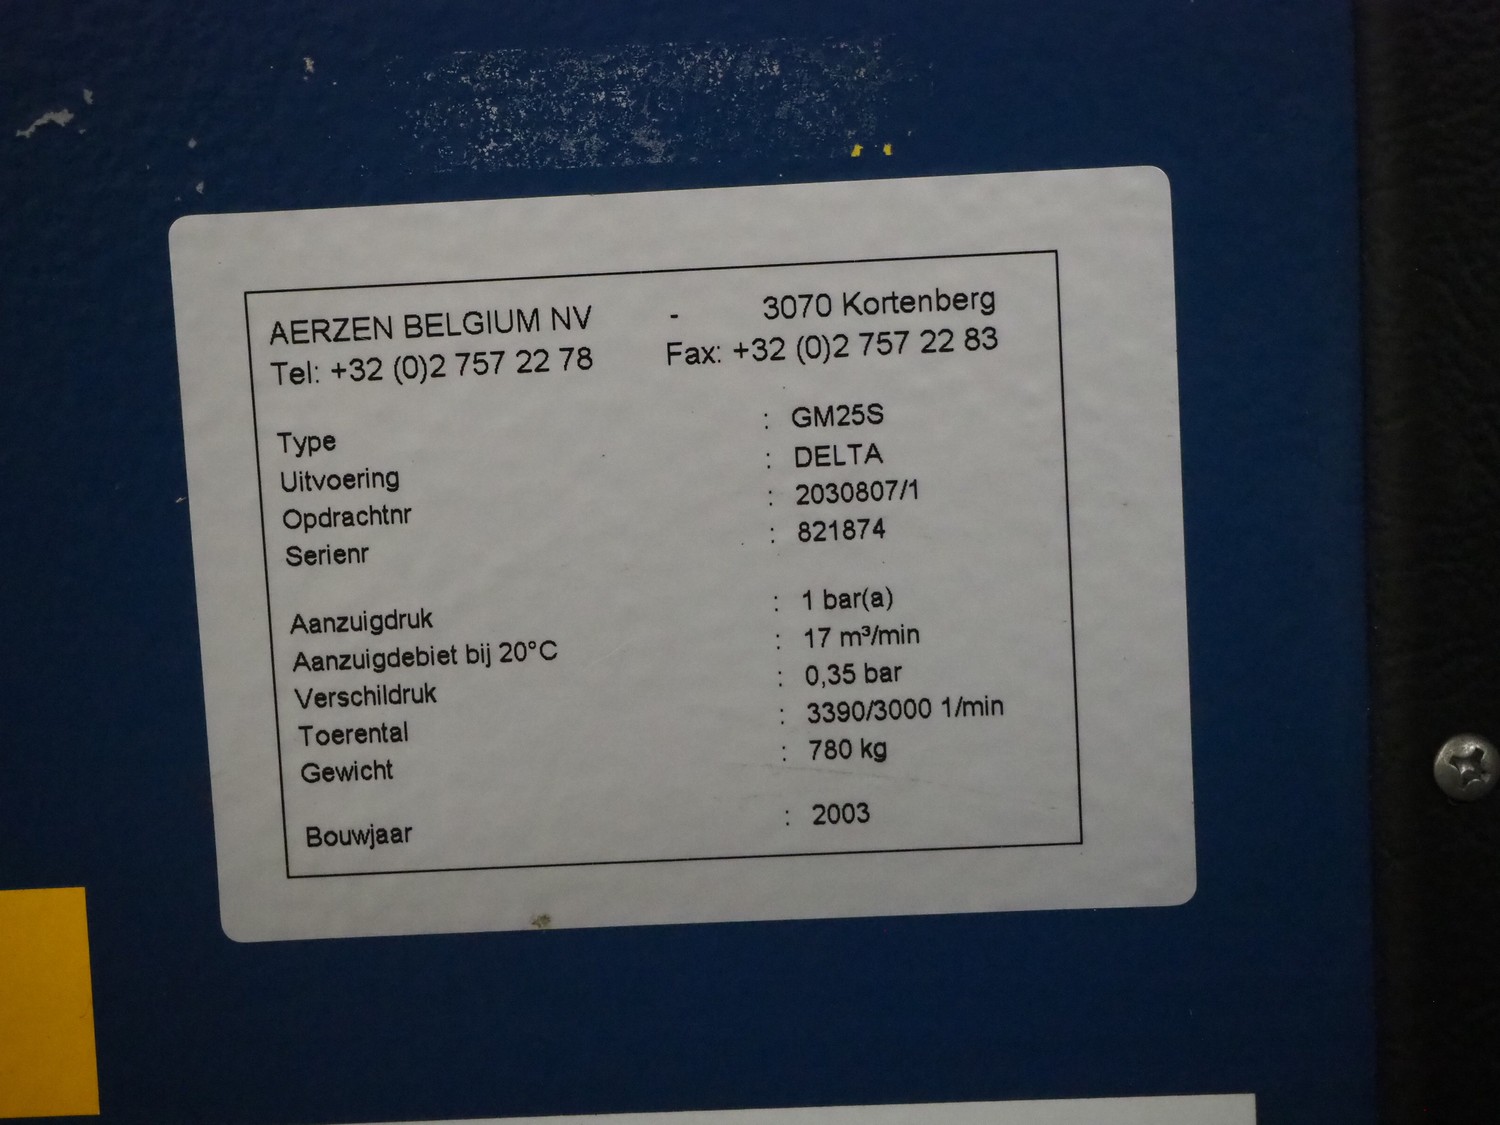 AERZEN BELGIUM NV - 3070 Kortenberg
Tel: +32 (0)2 757 22 78 Fax: +32 (0)2 757 22 83
Type : GM25S
Uitvoering : DELTA
Opdrachtnr : 2030807/1
Serienr : 821874
Aanzuigdruk : 1 bar(a)
Aanzuigdebiet bij 20°C : 17 m³/min
Verschildruk : 0,35 bar
Toerental : 3390/3000 1/min
Gewicht : 780 kg
Bouwjaar : 2003